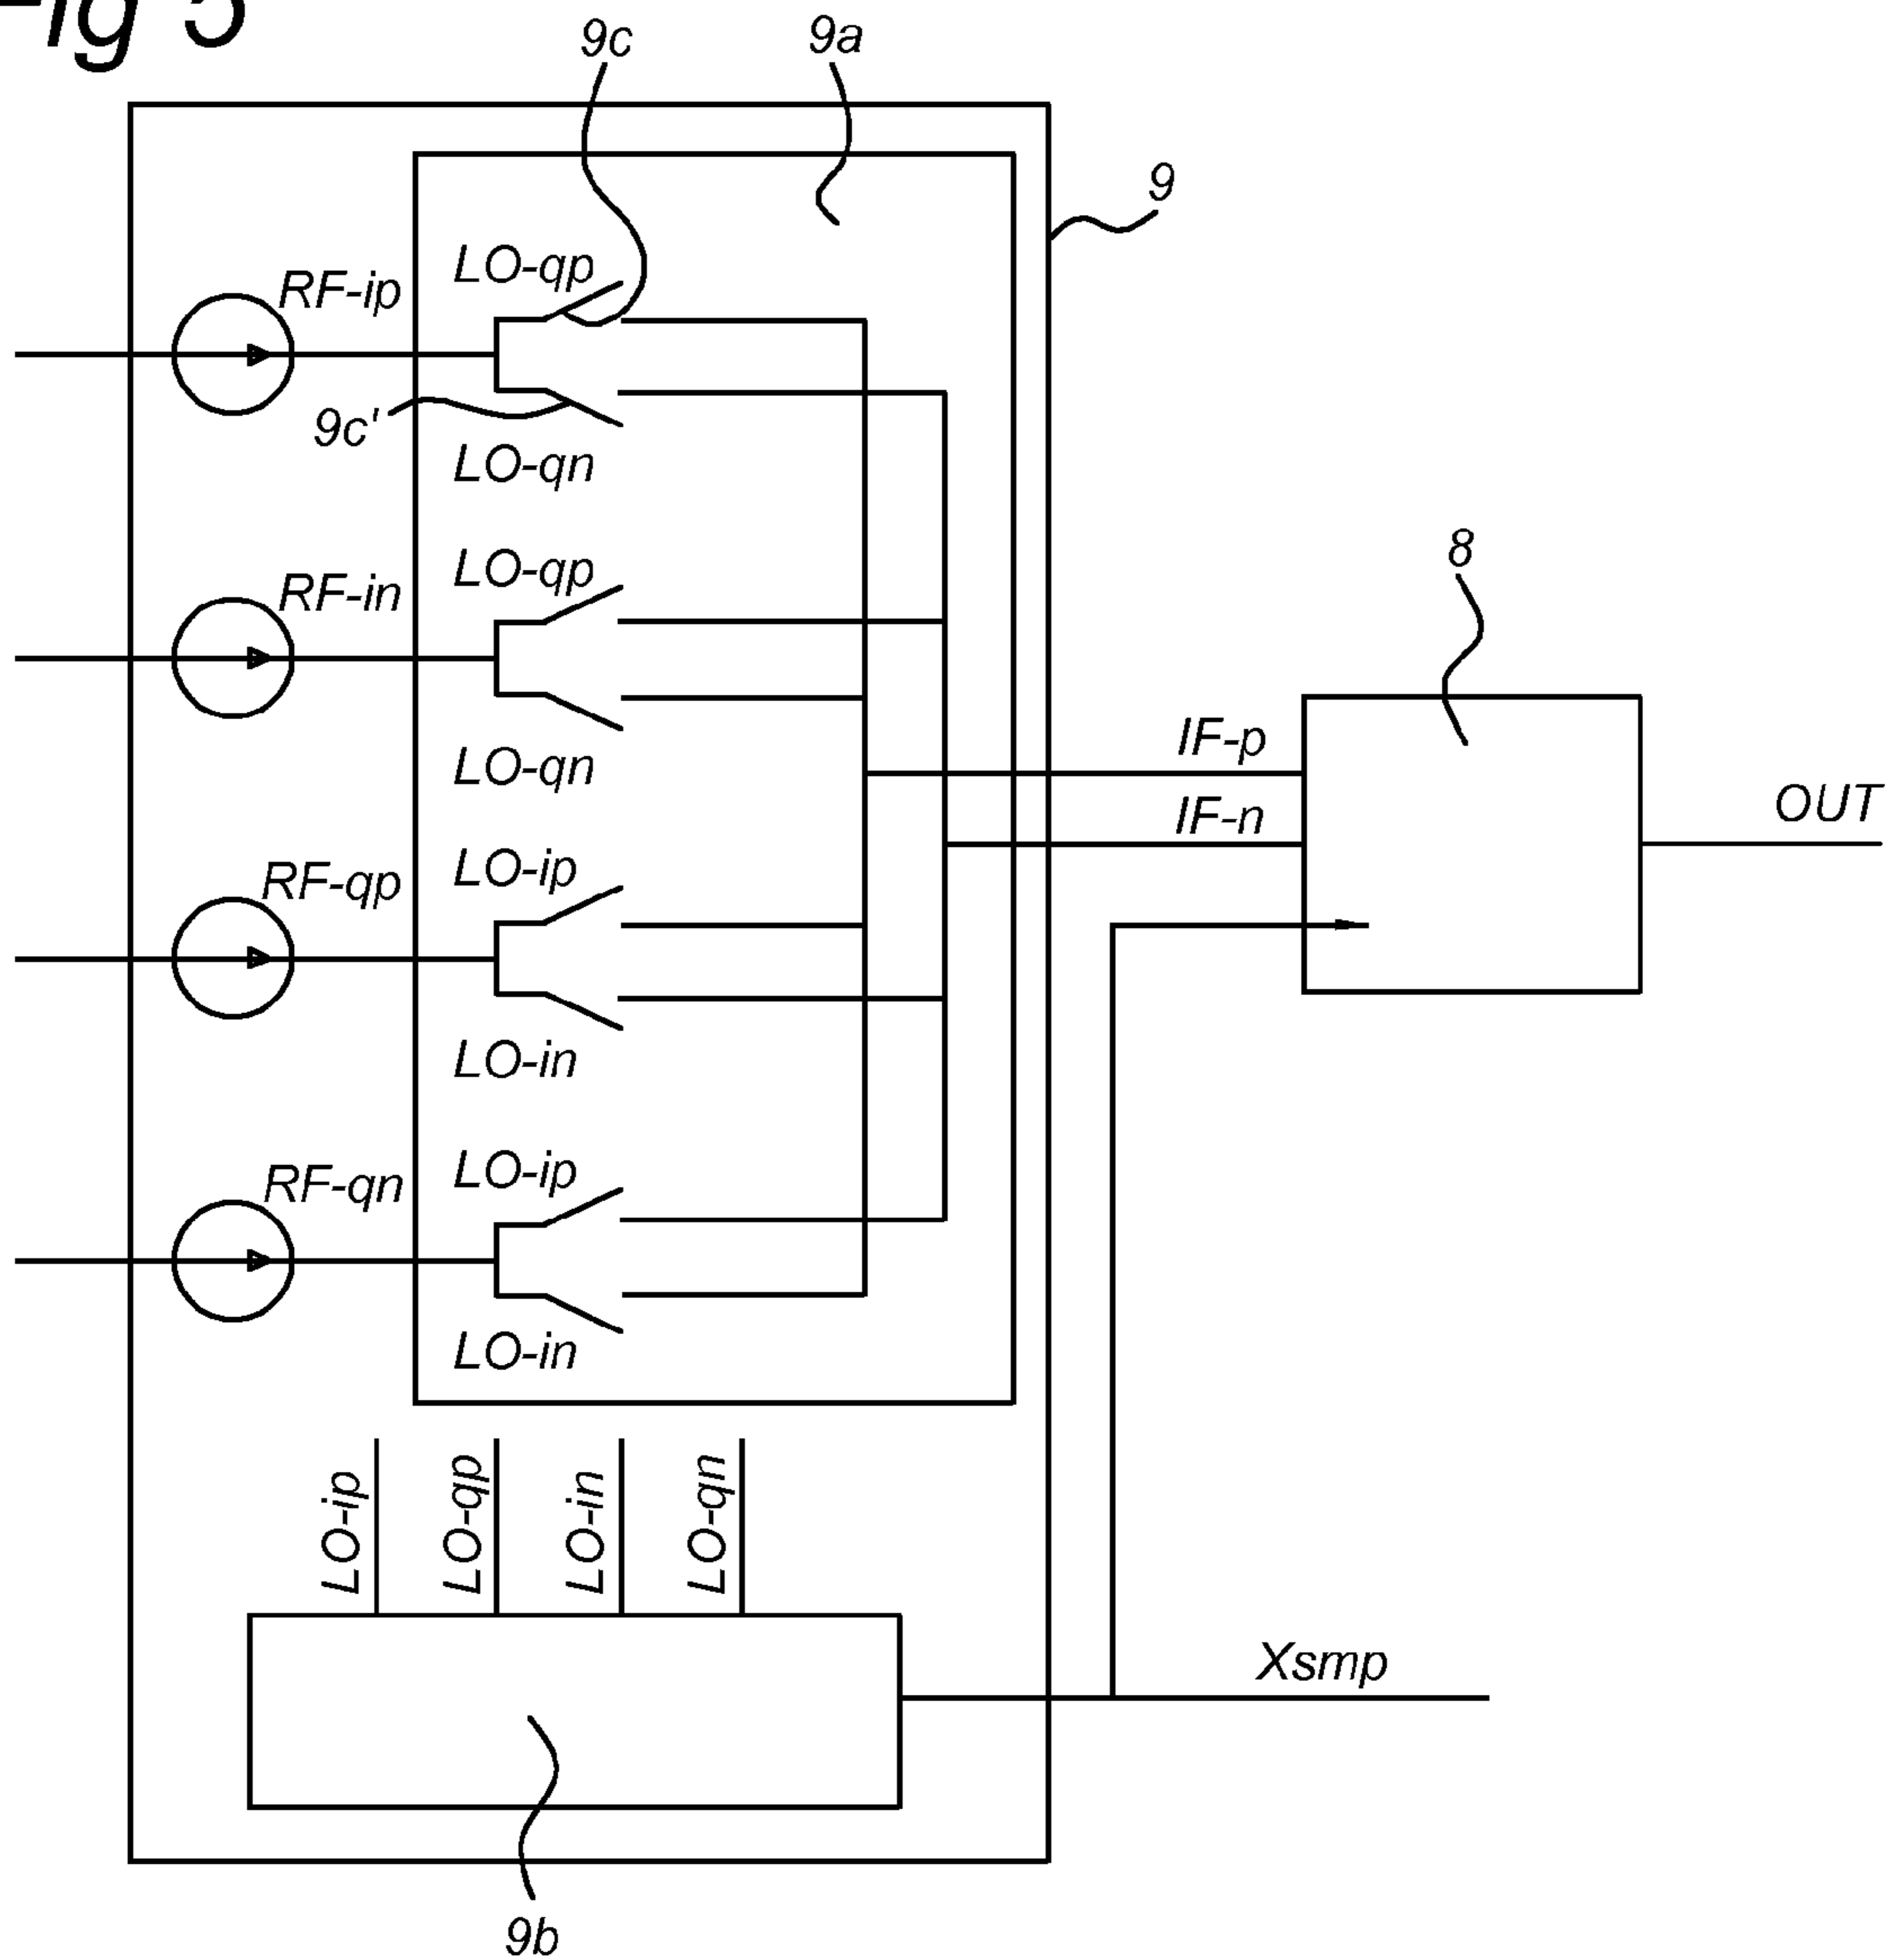 Fig 5
9c
9a
9
LO-qp
RF-ip
9c'
LO-qn
LO-qp
RF-in
8
LO-qn
IF-p
OUT
IF-n
LO-ip
RF-qp
LO-in
LO-ip
RF-qn
LO-in
LO-ip
LO-qp
LO-in
LO-qn
Xsmp
9b